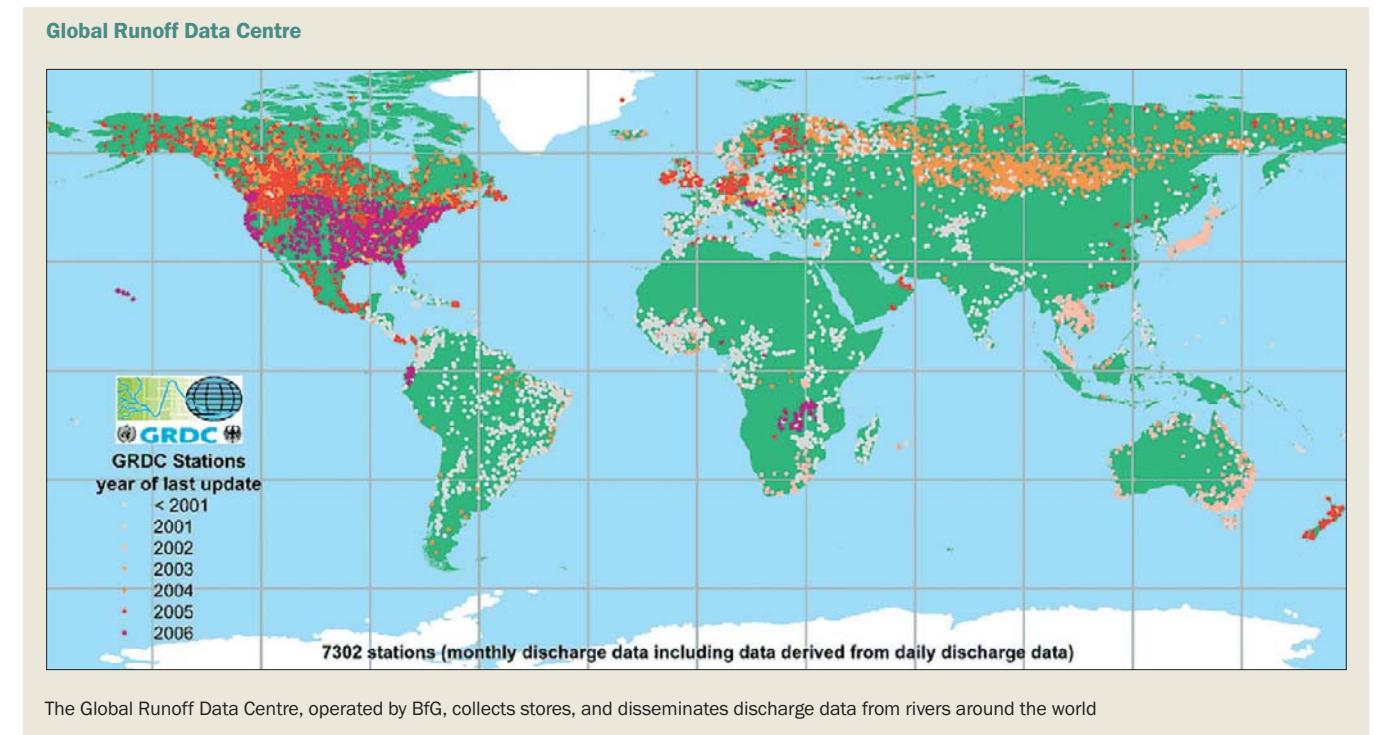 Global Runoff Data Centre
GRDC
GRDC Stations
year of last update
< 2001
2001
2002
2003
2004
2005
2006
7302 stations (monthly discharge data including data derived from daily discharge data)
The Global Runoff Data Centre, operated by BfG, collects stores, and disseminates discharge data from rivers around the world